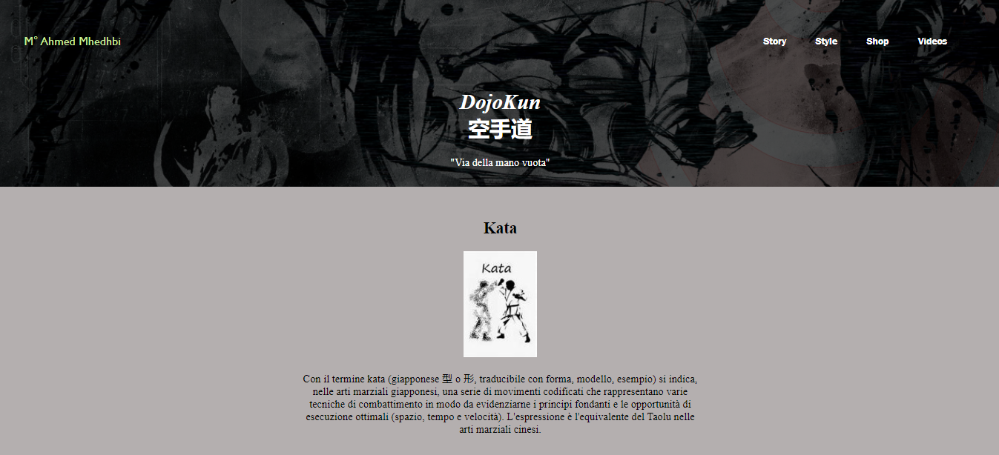 M° Ahmed Mhedhbi
Story Style Shop Videos
DojoKun
空手道
"Via della mano vuota"
Kata
Kata
Con il termine kata (giapponese 型 o 形, traducibile con forma, modello, esempio) si indica,
nelle arti marziali giapponesi, una serie di movimenti codificati che rappresentano varie
tecniche di combattimento in modo da evidenziarne i principi fondanti e le opportunità di
esecuzione ottimali (spazio, tempo e velocità). L'espressione è l'equivalente del Taolu nelle
arti marziali cinesi.